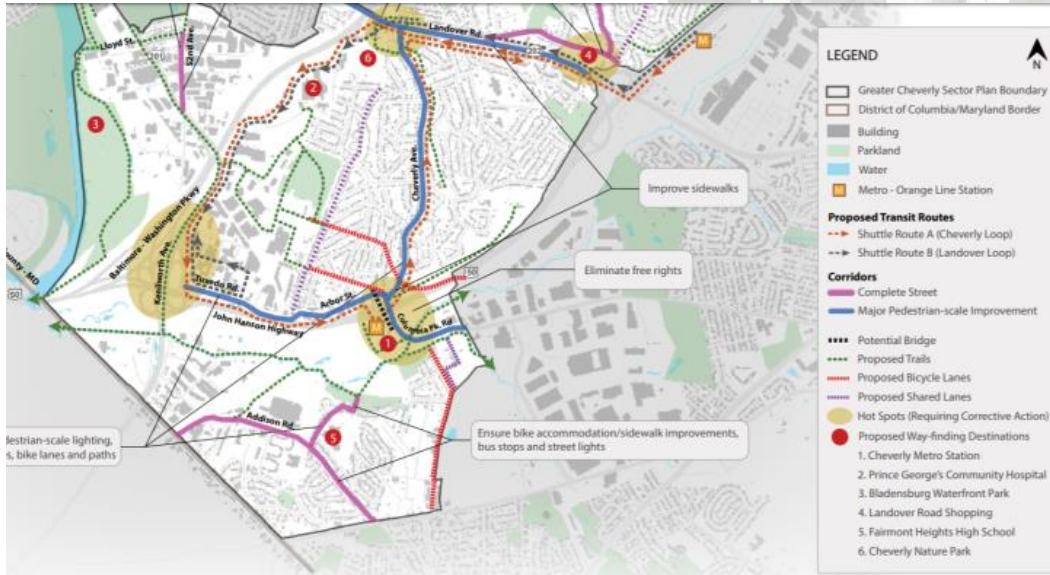 Lloyd St.
52nd Ave.
201
Landover Rd.
202
M
4
6
2
3
Cheverly Ave.
Improve sidewalks
Baltimore - Washington Pkwy
Kenilworth Ave.
Eliminate free rights
50
ounty - MD
50
Tuxedo Rd.
Arbor St.
John Hanson Highway
M
Columbia Pk. Rd
1
Addison Rd.
5
destrian-scale lighting,
s, bike lanes and paths
Ensure bike accommodation/sidewalk improvements,
bus stops and street lights
LEGEND
N
Greater Cheverly Sector Plan Boundary
District of Columbia/Maryland Border
Building
Parkland
Water
M Metro - Orange Line Station
Proposed Transit Routes
Shuttle Route A (Cheverly Loop)
Shuttle Route B (Landover Loop)
Corridors
Complete Street
Major Pedestrian-scale Improvement
Potential Bridge
Proposed Trails
Proposed Bicycle Lanes
Proposed Shared Lanes
Hot Spots (Requiring Corrective Action)
Proposed Way-finding Destinations
1. Cheverly Metro Station
2. Prince George's Community Hospital
3. Bladensburg Waterfront Park
4. Landover Road Shopping
5. Fairmont Heights High School
6. Cheverly Nature Park